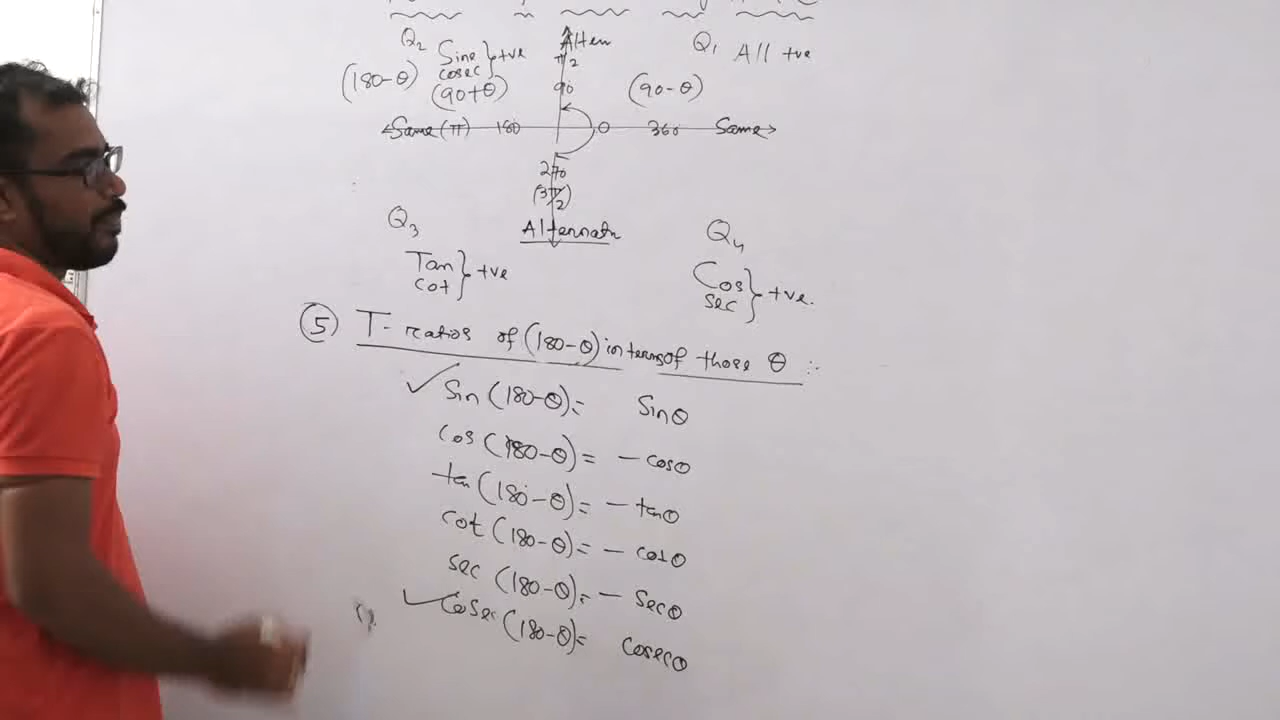 Q2 Sine cosec } +ve Alten Q1 All +ve
π/2
(180-θ) (90+θ) 90 (90-θ)
Same (π) 180 0 360 Same
270
(3π/2)
Q3 Alternate Q4
Tan cot } +ve Cos sec } +ve.
(5) T-ratios of (180-θ) in terms of those θ :
✓ Sin (180-θ) = Sinθ
cos (180-θ) = - cosθ
tan (180-θ) = - tanθ
cot (180-θ) = - cotθ
sec (180-θ) = - secθ
✓ cosec (180-θ) = cosecθ